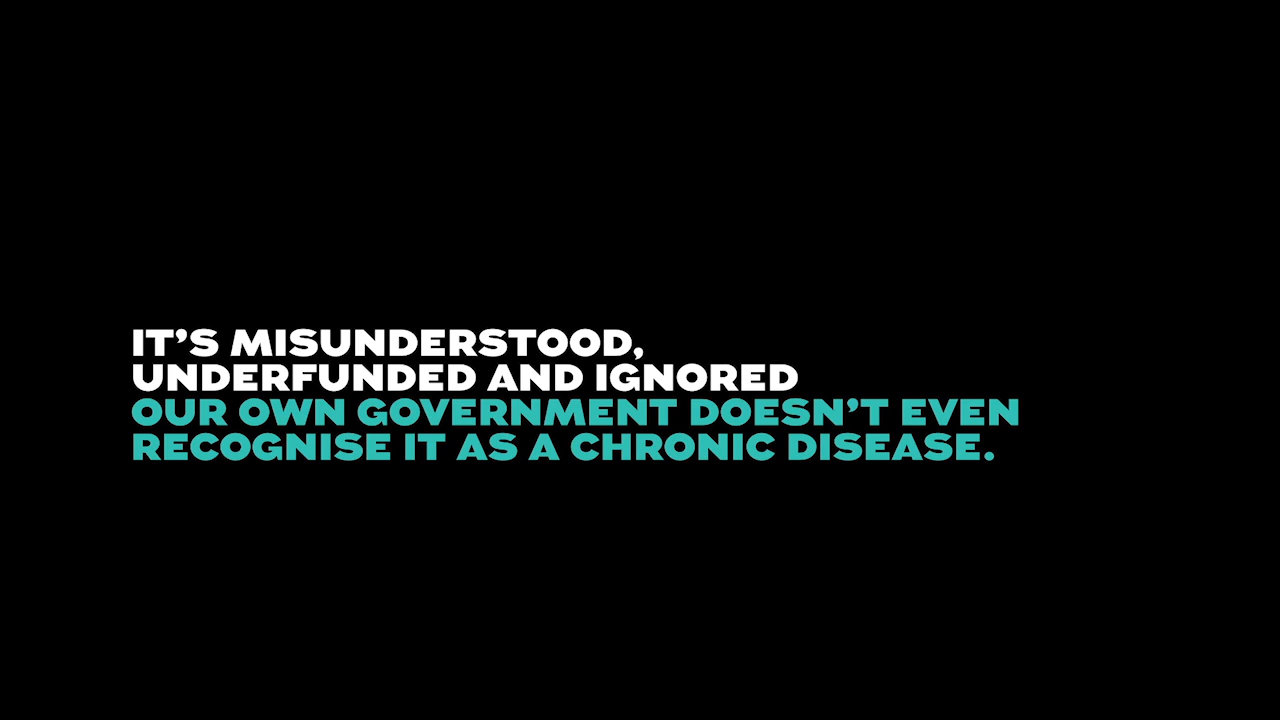 IT’S MISUNDERSTOOD,
UNDERFUNDED AND IGNORED
OUR OWN GOVERNMENT DOESN’T EVEN
RECOGNISE IT AS A CHRONIC DISEASE.